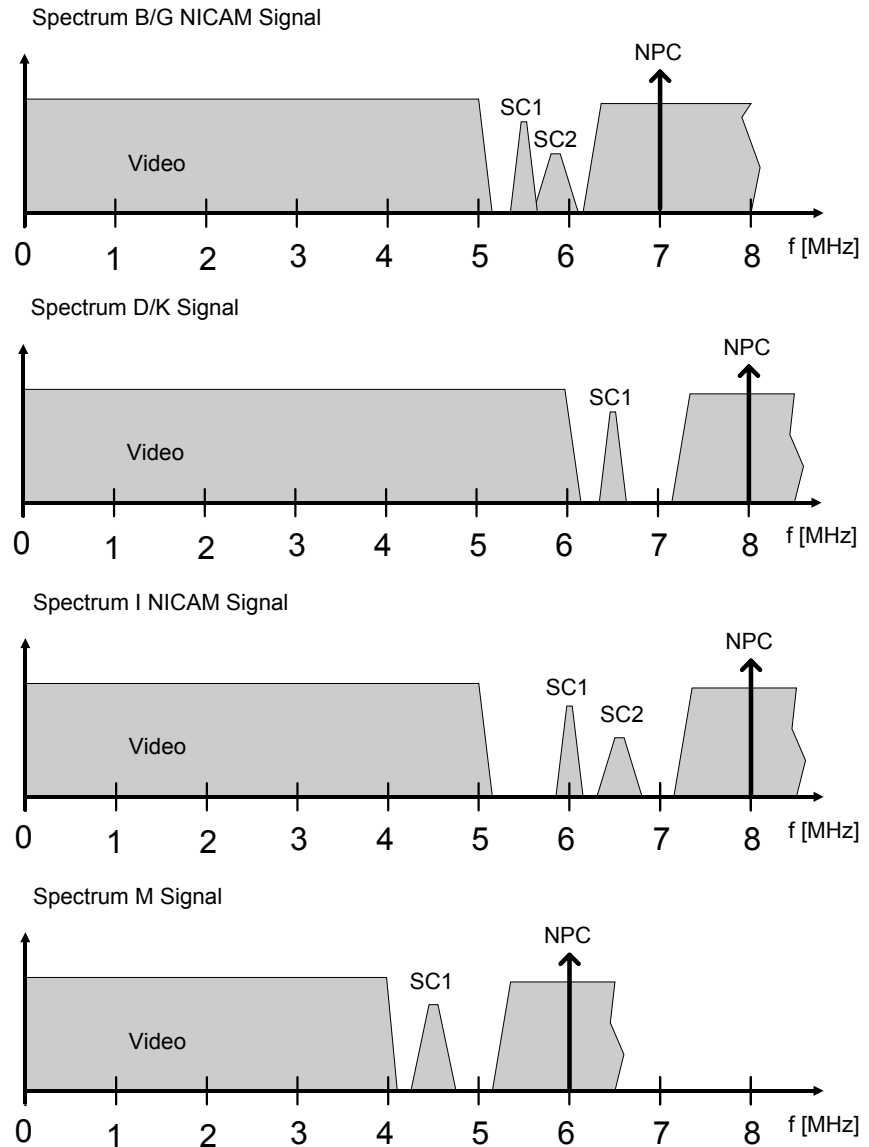 Spectrum B/G NICAM Signal
NPC
SC1
SC2
Video
0 1 2 3 4 5 6 7 8 f [MHz]
Spectrum D/K Signal
NPC
SC1
Video
0 1 2 3 4 5 6 7 8 f [MHz]
Spectrum I NICAM Signal
NPC
SC1
SC2
Video
0 1 2 3 4 5 6 7 8 f [MHz]
Spectrum M Signal
NPC
SC1
Video
0 1 2 3 4 5 6 7 8 f [MHz]